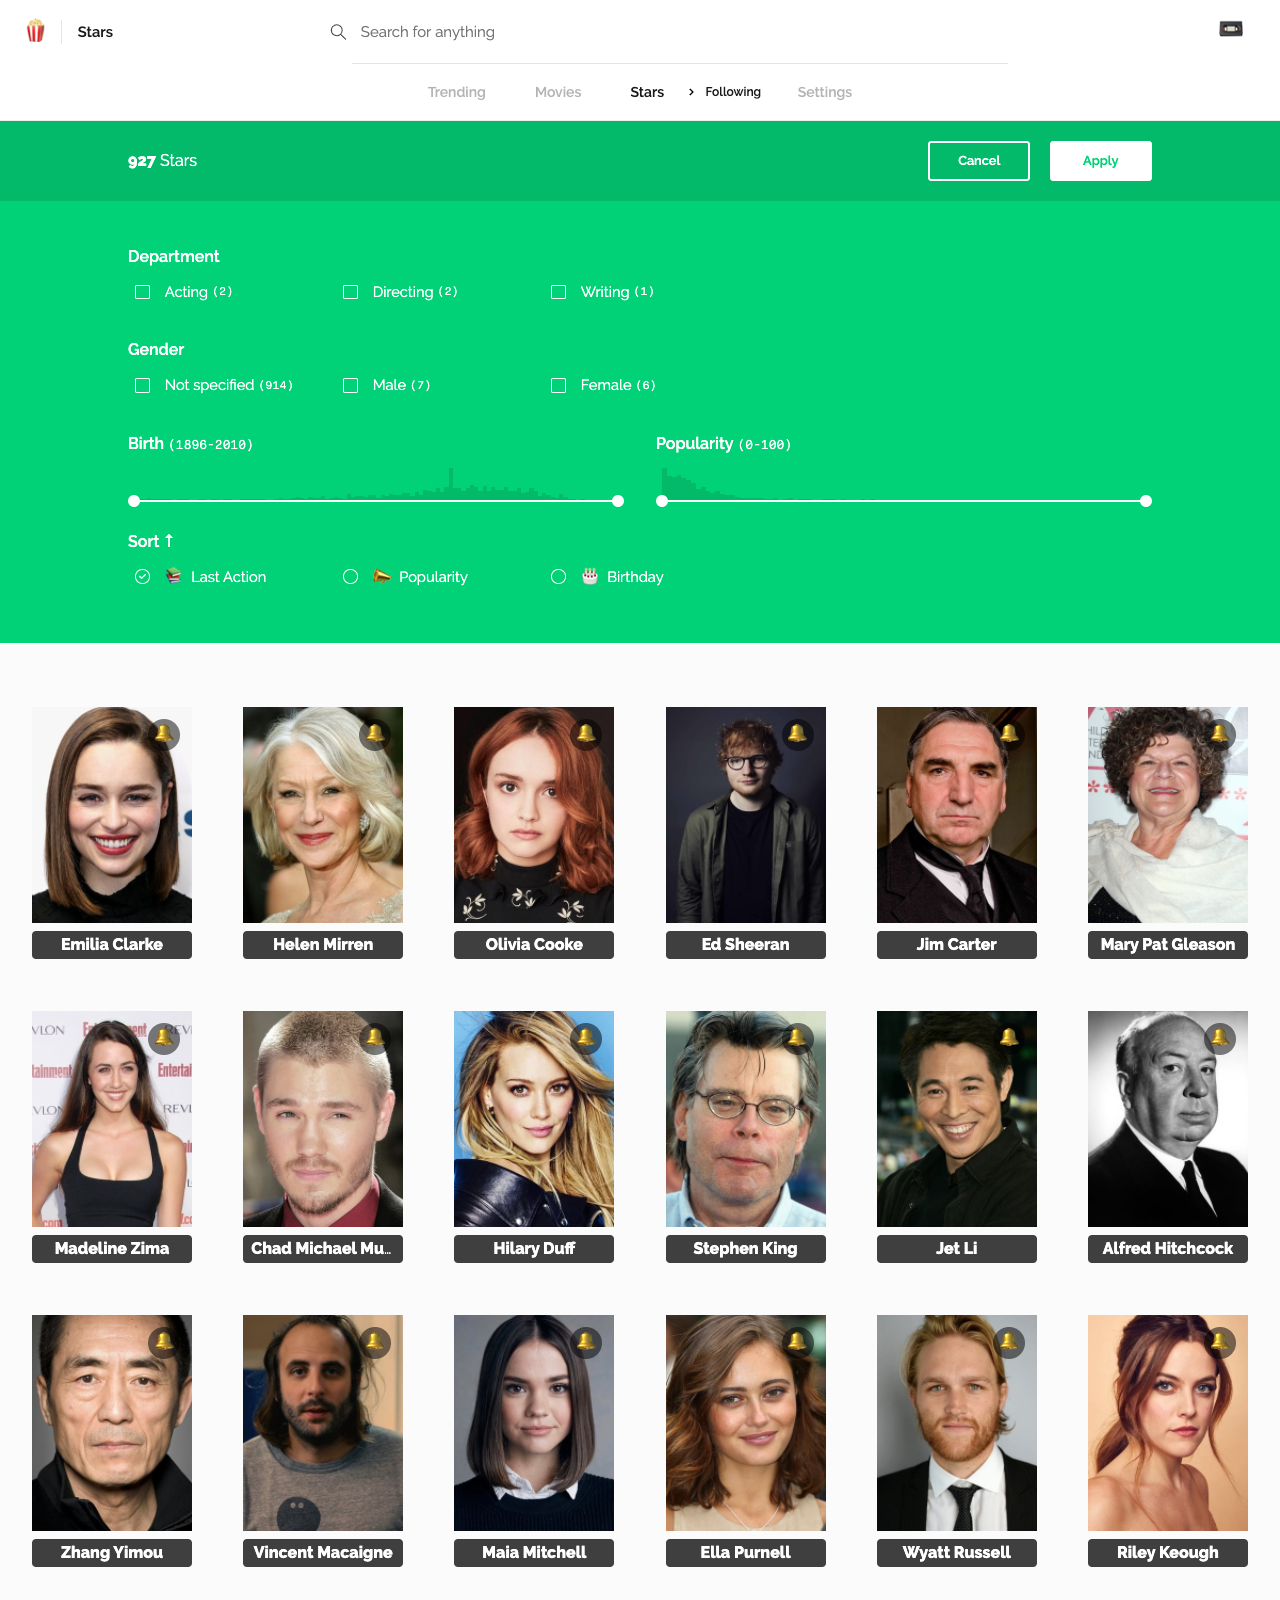 Stars
Search for anything
Trending Movies Stars › Following Settings
927 Stars Cancel Apply
Department
Acting (2) Directing (2) Writing (1)
Gender
Not specified (914) Male (7) Female (6)
Birth (1896-2010) Popularity (0-100)
Sort ↑
Last Action Popularity Birthday
Emilia Clarke Helen Mirren Olivia Cooke Ed Sheeran Jim Carter Mary Pat Gleason
VLON
REVL
tainment Entertai
Madeline Zima Chad Michael Mu... Hilary Duff Stephen King Jet Li Alfred Hitchcock
Zhang Yimou Vincent Macaigne Maia Mitchell Ella Purnell Wyatt Russell Riley Keough